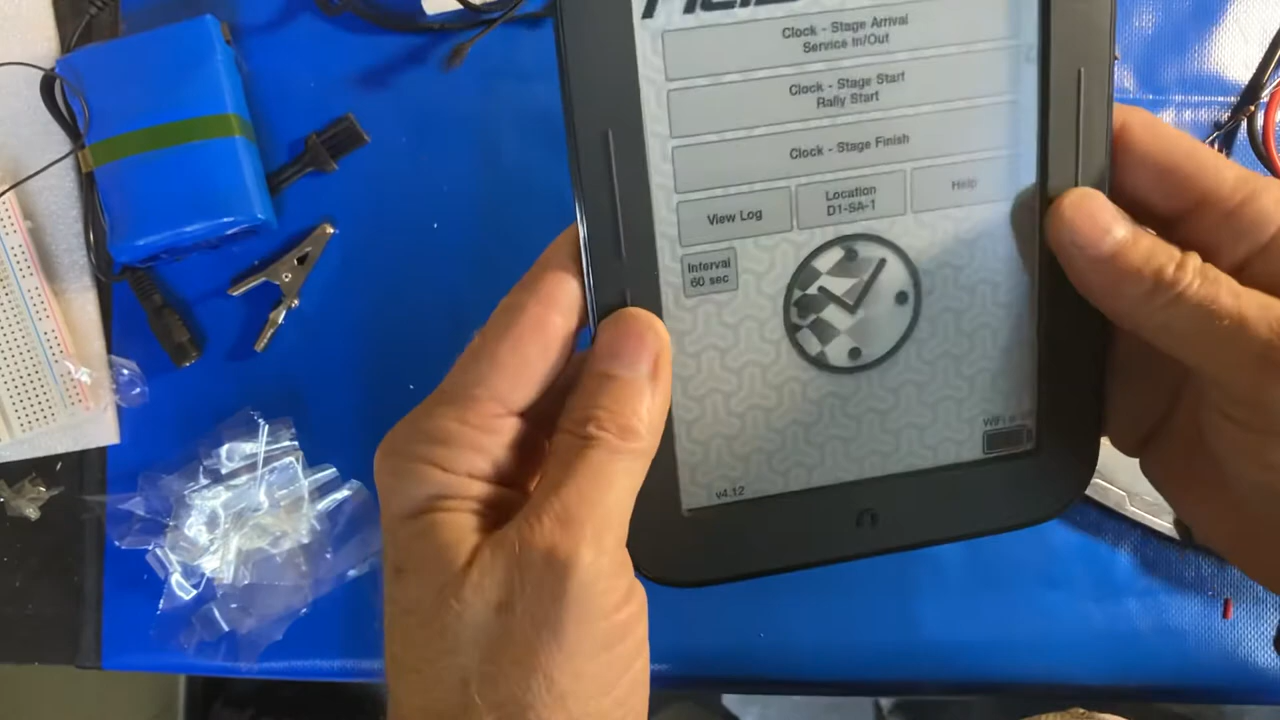 Clock - Stage Arrival
Service In/Out
Clock - Stage Start
Rally Start
Clock - Stage Finish
View Log
Location
D1-SA-1
Help
Interval
60 sec
v4.12